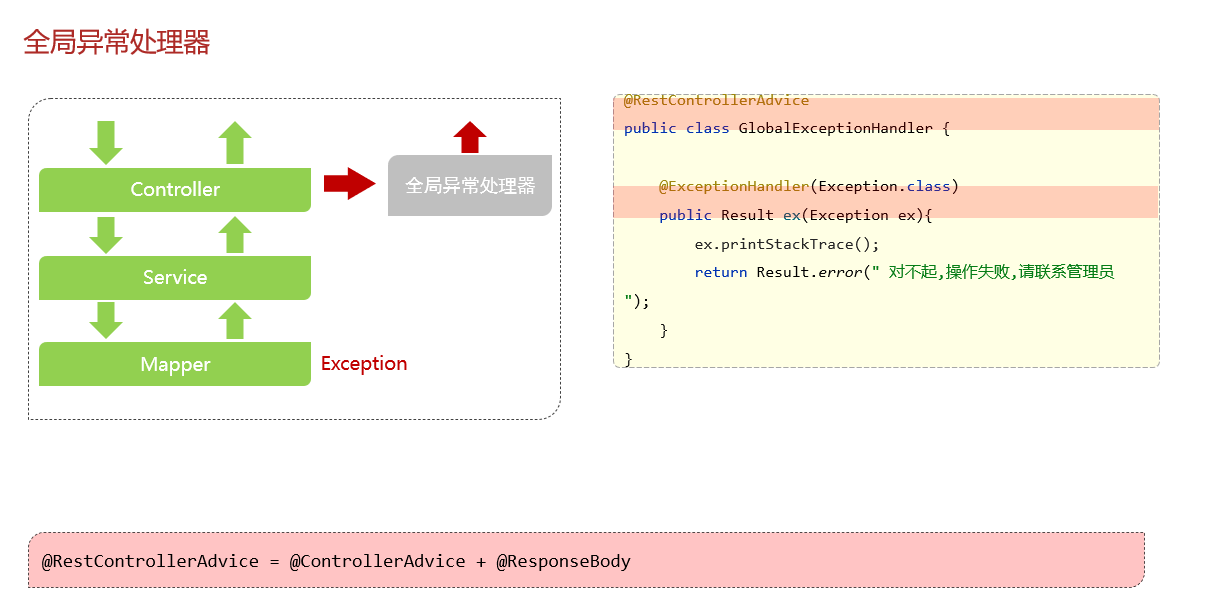 全局异常处理器
Controller
全局异常处理器
Service
Mapper
Exception
@RestControllerAdvice
public class GlobalExceptionHandler {
@ExceptionHandler(Exception.class)
public Result ex(Exception ex){
ex.printStackTrace();
return Result.error(" 对不起,操作失败,请联系管理员
");
}
}
@RestControllerAdvice = @ControllerAdvice + @ResponseBody